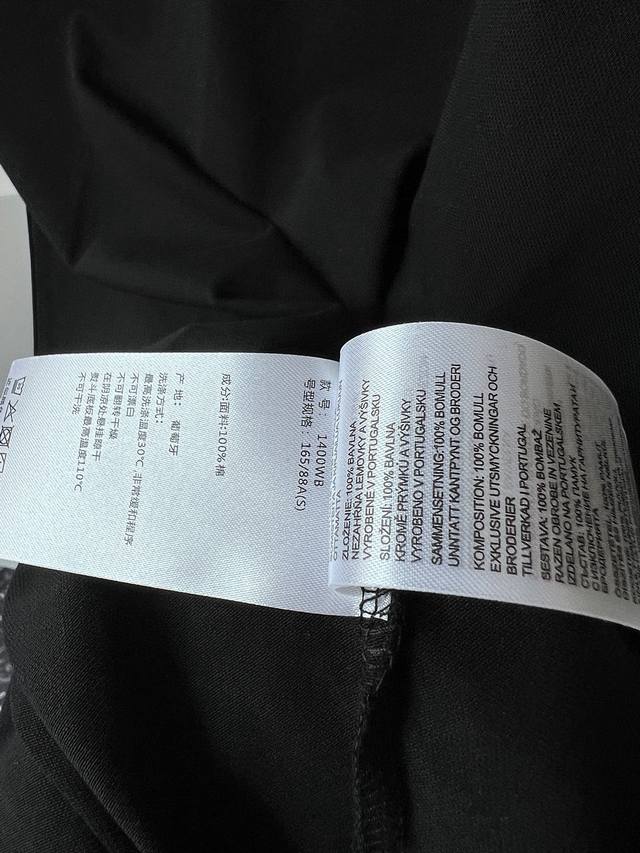 款 号: 1400WB
号型规格: 165/88A(S)
成分/面料:100% 棉
产 地: 葡萄牙
洗涤方式:
最高洗涤温度30℃,非常缓和程序
不可漂白
不可翻转干燥
在阴凉处悬挂晾干
熨斗底板最高温度110℃
不可干洗
ZLOŽENIE: 100% BAVLNA
NEZAHŔŇA LEMOVKY A VÝŠIVKY
VYROBENÉ V PORTUGALSKU
SLOŽENÍ: 100% BAVLNA
KROMĚ PRÝMKŮ A VÝŠIVKY
VYROBENO V PORTUGALSKU
SAMMENSETNING:100% BOMULL
UNNTATT KANTPYNT OG BRODERI
KOMPOSITION: 100% BOMULL
EXKLUSIVE UTSMYCKNINGAR OCH
BRODERIER
TILLVERKAD I PORTUGAL
SESTAVA: 100% BOMBAŽ
RAZEN OBROBE IN VEZENINE
IZDELANO NA PORTUGALSKEM
СЪСТАВ: 100% ПАМУК